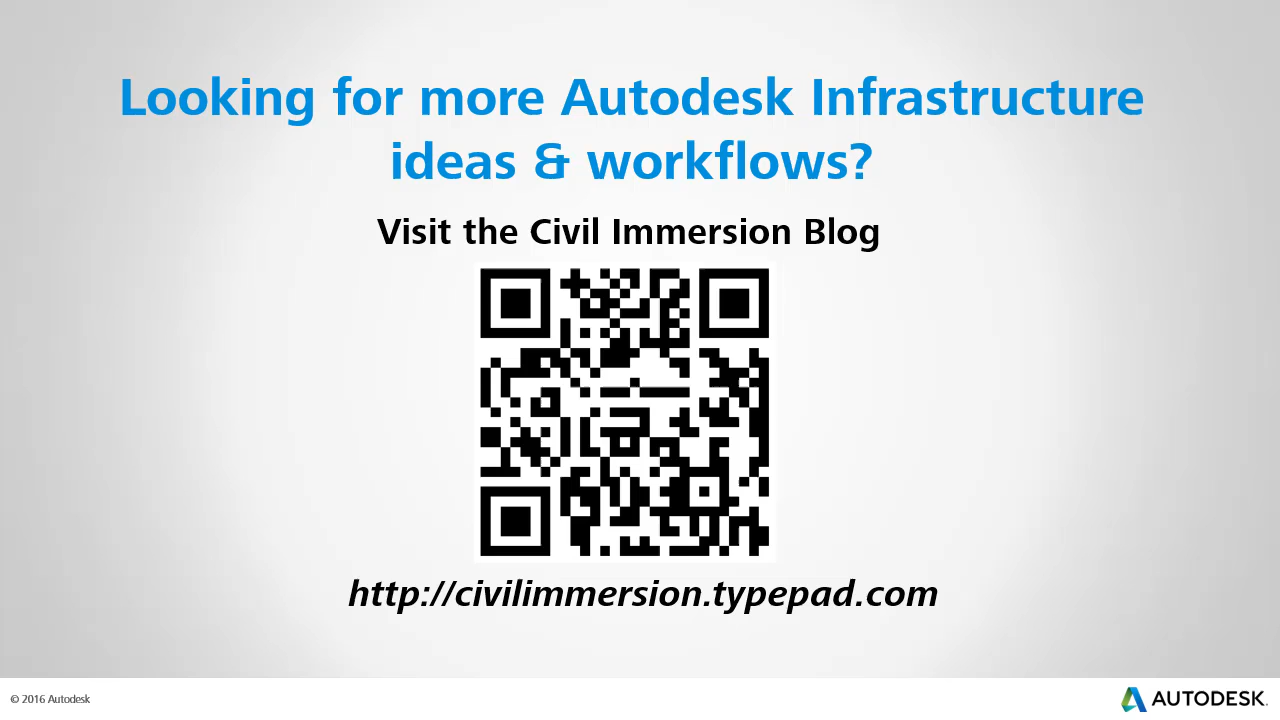 Looking for more Autodesk Infrastructure
ideas & workflows?
Visit the Civil Immersion Blog
http://civilimmersion.typepad.com
© 2016 Autodesk
AUTODESK.